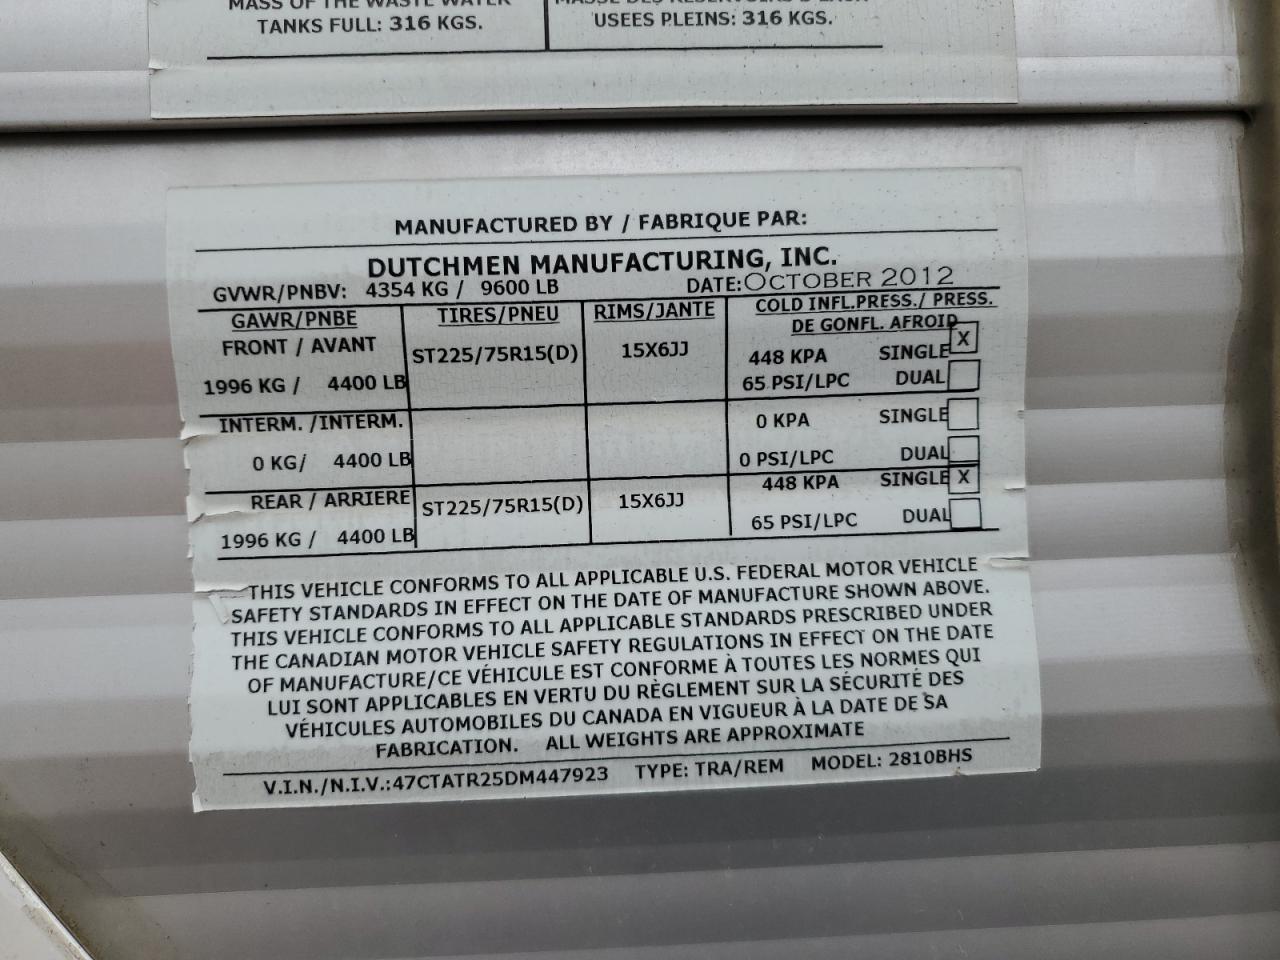 MASS OF THE WASTE WATER
TANKS FULL: 316 KGS.
USEES PLEINS: 316 KGS.
MANUFACTURED BY / FABRIQUE PAR:
DUTCHMEN MANUFACTURING, INC.
GVWR/PNBV: 4354 KG / 9600 LB DATE: OCTOBER 2012
GAWR/PNBE TIRES/PNEU RIMS/JANTE COLD INFL.PRESS./ PRESS.
DE GONFL. AFROID
FRONT / AVANT ST225/75R15(D) 15X6JJ 448 KPA SINGLE X
1996 KG / 4400 LB 65 PSI/LPC DUAL
INTERM. /INTERM. 0 KPA SINGLE
0 KG/ 4400 LB 0 PSI/LPC DUAL
REAR / ARRIERE ST225/75R15(D) 15X6JJ 448 KPA SINGLE X
1996 KG / 4400 LB 65 PSI/LPC DUAL
THIS VEHICLE CONFORMS TO ALL APPLICABLE U.S. FEDERAL MOTOR VEHICLE
SAFETY STANDARDS IN EFFECT ON THE DATE OF MANUFACTURE SHOWN ABOVE.
THIS VEHICLE CONFORMS TO ALL APPLICABLE STANDARDS PRESCRIBED UNDER
THE CANADIAN MOTOR VEHICLE SAFETY REGULATIONS IN EFFECT ON THE DATE
OF MANUFACTURE/CE VÉHICULE EST CONFORME À TOUTES LES NORMES QUI
LUI SONT APPLICABLES EN VERTU DU RÈGLEMENT SUR LA SÉCURITÉ DES
VÉHICULES AUTOMOBILES DU CANADA EN VIGUEUR À LA DATE DE SA
FABRICATION. ALL WEIGHTS ARE APPROXIMATE
V.I.N./N.I.V.:47CTATR25DM447923 TYPE: TRA/REM MODEL: 2810BHS